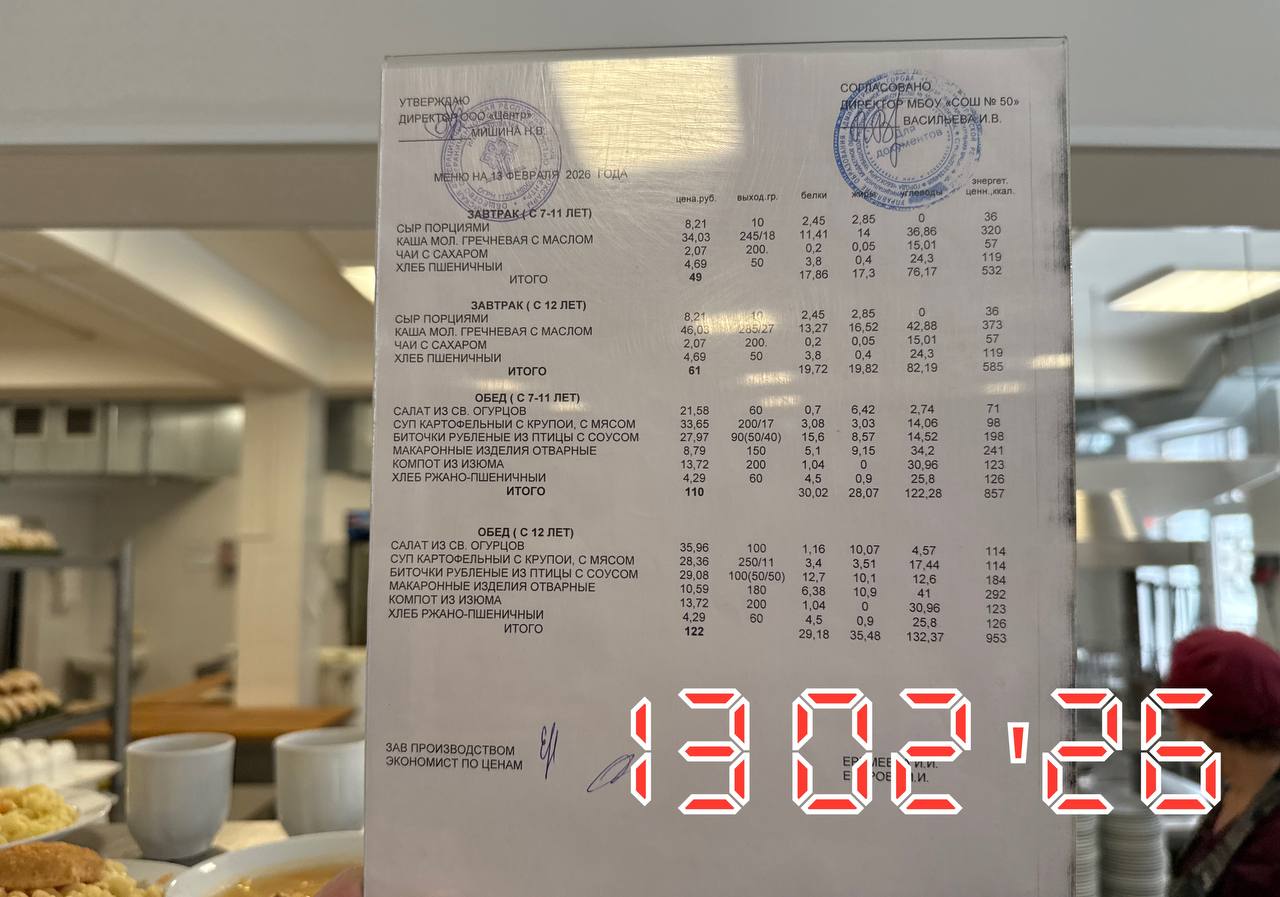 УТВЕРЖДАЮ
ДИРЕКТОР ООО «Центр»
МИШИНА Н.В.
СОГЛАСОВАНО
ДИРЕКТОР МБОУ «СОШ № 50»
ВАСИЛЬЕВА И.В.
Для документов
МЕНЮ НА 13 ФЕВРАЛЯ 2026 ГОДА
цена.руб. выход.гр. белки жиры углеводы энергет. ценн.,ккал.
ЗАВТРАК ( С 7-11 ЛЕТ)
СЫР ПОРЦИЯМИ 8,21 10 2,45 2,85 0 36
КАША МОЛ. ГРЕЧНЕВАЯ С МАСЛОМ 34,03 245/18 11,41 14 36,86 320
ЧАЙ С САХАРОМ 2,07 200. 0,2 0,05 15,01 57
ХЛЕБ ПШЕНИЧНЫЙ 4,69 50 3,8 0,4 24,3 119
ИТОГО 49 17,86 17,3 76,17 532
ЗАВТРАК ( С 12 ЛЕТ)
СЫР ПОРЦИЯМИ 8,21 10 2,45 2,85 0 36
КАША МОЛ. ГРЕЧНЕВАЯ С МАСЛОМ 46,03 285/27 13,27 16,52 42,88 373
ЧАЙ С САХАРОМ 2,07 200. 0,2 0,05 15,01 57
ХЛЕБ ПШЕНИЧНЫЙ 4,69 50 3,8 0,4 24,3 119
ИТОГО 61 19,72 19,82 82,19 585
ОБЕД ( С 7-11 ЛЕТ)
САЛАТ ИЗ СВ. ОГУРЦОВ 21,58 60 0,7 6,42 2,74 71
СУП КАРТОФЕЛЬНЫЙ С КРУПОЙ, С МЯСОМ 33,65 200/17 3,08 3,03 14,06 98
БИТОЧКИ РУБЛЕНЫЕ ИЗ ПТИЦЫ С СОУСОМ 27,97 90(50/40) 15,6 8,57 14,52 198
МАКАРОННЫЕ ИЗДЕЛИЯ ОТВАРНЫЕ 8,79 150 5,1 9,15 34,2 241
КОМПОТ ИЗ ИЗЮМА 13,72 200 1,04 0 30,96 123
ХЛЕБ РЖАНО-ПШЕНИЧНЫЙ 4,29 60 4,5 0,9 25,8 126
ИТОГО 110 30,02 28,07 122,28 857
ОБЕД ( С 12 ЛЕТ)
САЛАТ ИЗ СВ. ОГУРЦОВ 35,96 100 1,16 10,07 4,57 114
СУП КАРТОФЕЛЬНЫЙ С КРУПОЙ, С МЯСОМ 28,36 250/11 3,4 3,51 17,44 114
БИТОЧКИ РУБЛЕНЫЕ ИЗ ПТИЦЫ С СОУСОМ 29,08 100(50/50) 12,7 10,1 12,6 184
МАКАРОННЫЕ ИЗДЕЛИЯ ОТВАРНЫЕ 10,59 180 6,38 10,9 41 292
КОМПОТ ИЗ ИЗЮМА 13,72 200 1,04 0 30,96 123
ХЛЕБ РЖАНО-ПШЕНИЧНЫЙ 4,29 60 4,5 0,9 25,8 126
ИТОГО 122 29,18 35,48 132,37 953
ЗАВ ПРОИЗВОДСТВОМ
ЭКОНОМИСТ ПО ЦЕНАМ
13 02 '26